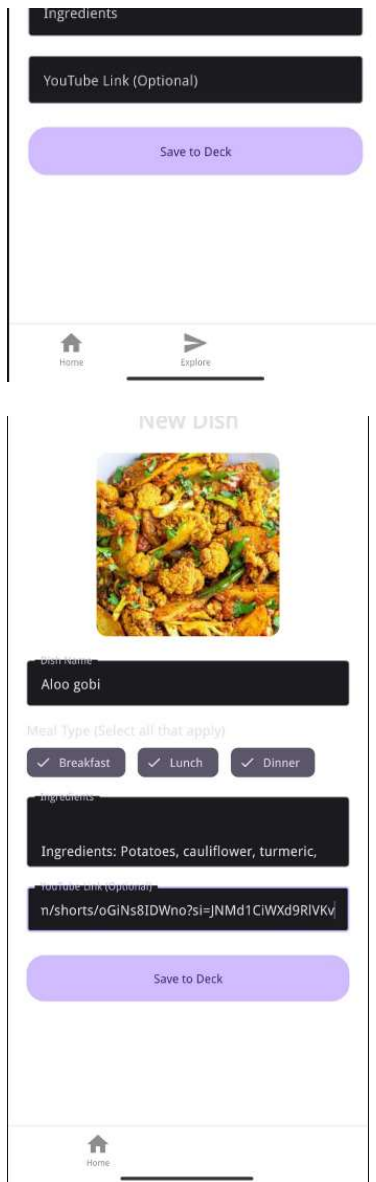 Ingredients
YouTube Link (Optional)
Save to Deck
Home
Explore
New Dish
Dish Name
Aloo gobi
Meal Type (Select all that apply)
Breakfast Lunch Dinner
Ingredients
Ingredients: Potatoes, cauliflower, turmeric,
YouTube Link (Optional)
n/shorts/oGiNs8IDWno?si=JNMd1CiWXd9RlVKv
Save to Deck
Home